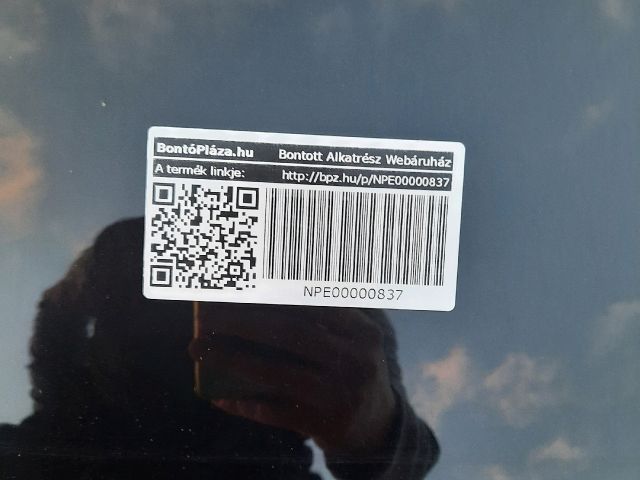 BontóPláza.hu Bontott Alkatrész Webáruház
A termék linkje: http://bpz.hu/p/NPE00000837
NPE00000837